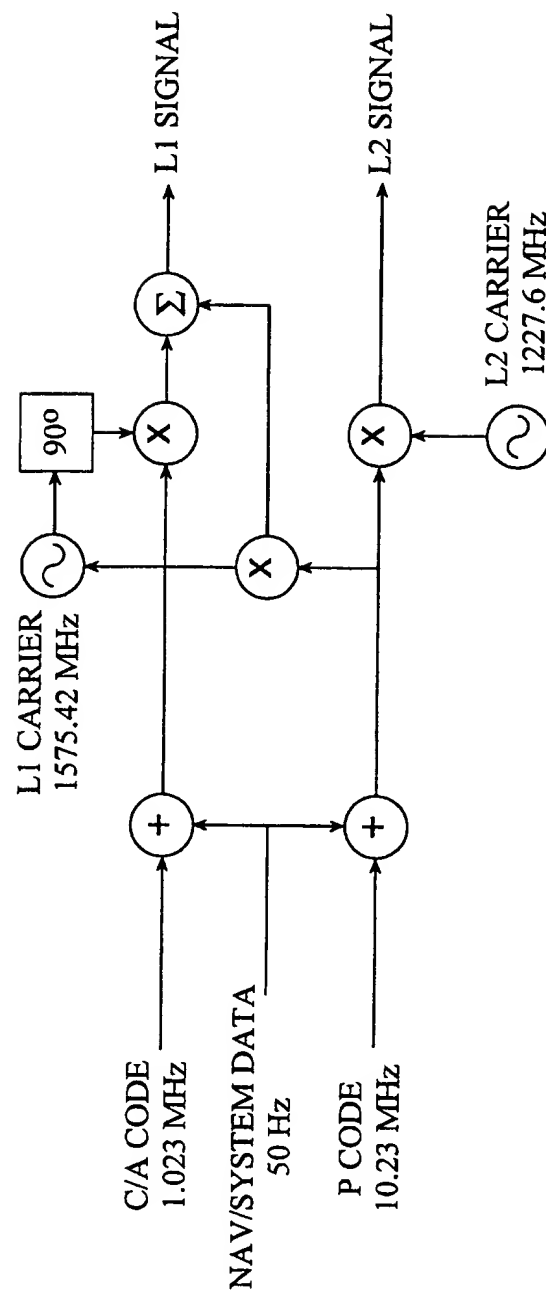 L1 CARRIER
1575.42 MHz
90º
C/A CODE
1.023 MHz
+
X
Σ
L1 SIGNAL
NAV/SYSTEM DATA
50 Hz
X
P CODE
10.23 MHz
+
X
L2 SIGNAL
L2 CARRIER
1227.6 MHz